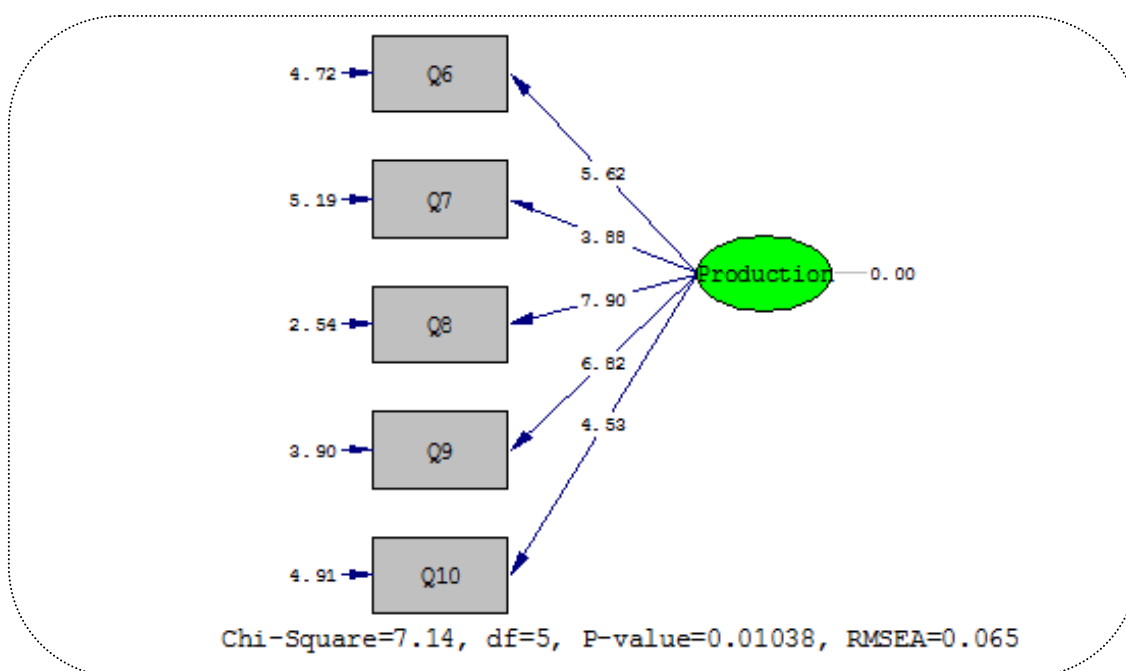 4.72 Q6
5.62
5.19 Q7
3.88
Production 0.00
7.90
2.54 Q8
6.82
4.53
3.90 Q9
4.91 Q10
Chi-Square=7.14, df=5, P-value=0.01038, RMSEA=0.065